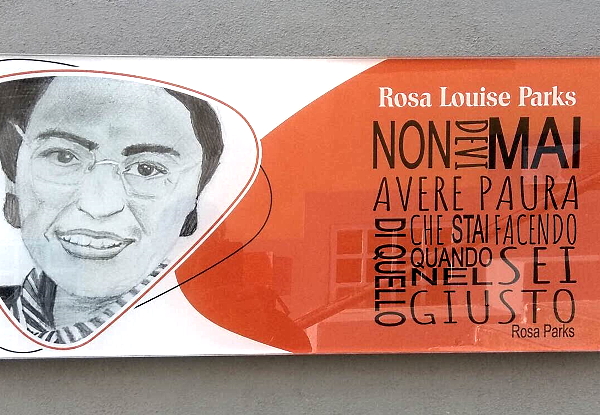 Rosa Louise Parks
NON DEVI MAI
AVERE PAURA
DI QUELLO CHE STAI FACENDO
QUANDO SEI
NEL
GIUSTO
Rosa Parks